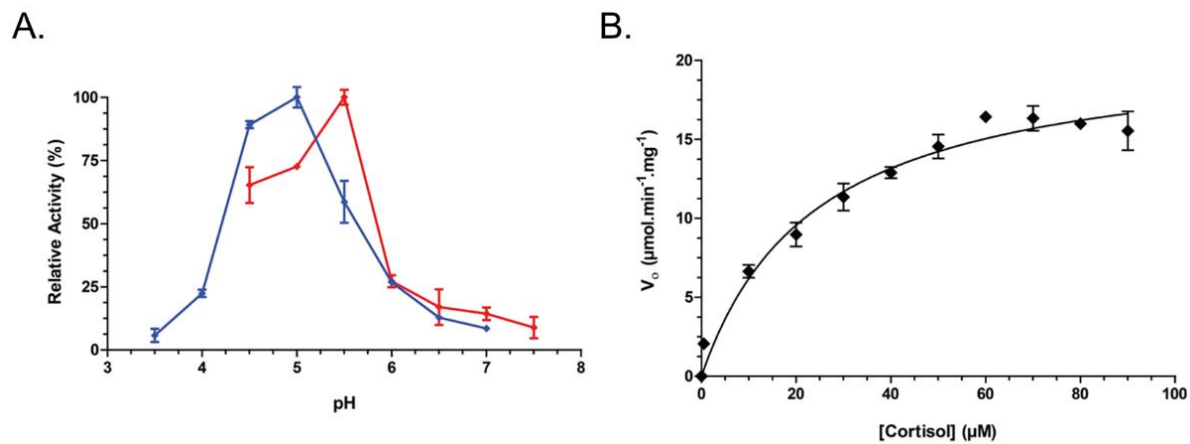 A.
B.
100
75
50
25
0
Relative Activity (%)
3 4 5 6 7 8
pH
20
15
10
5
0
Vo (µmol.min-1.mg-1)
0 20 40 60 80 100
[Cortisol] (µM)